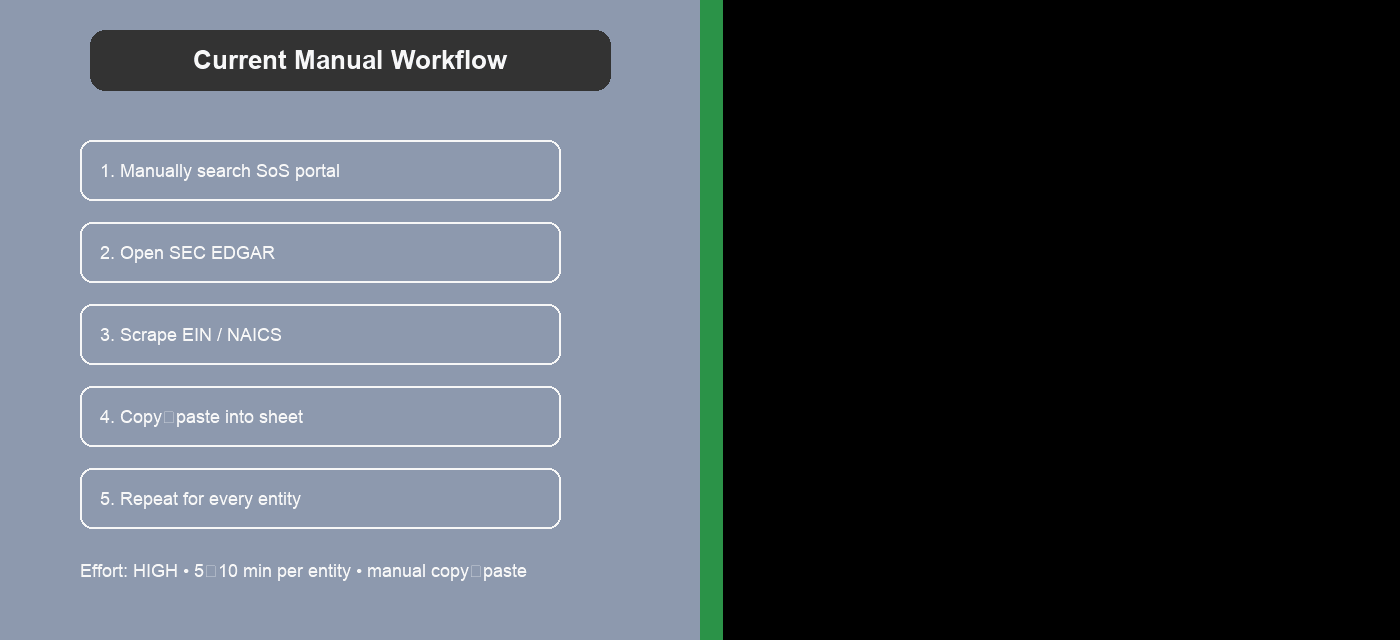 Current Manual Workflow
1. Manually search SoS portal
2. Open SEC EDGAR
3. Scrape EIN / NAICS
4. Copy□paste into sheet
5. Repeat for every entity
Effort: HIGH • 5□10 min per entity • manual copy□paste